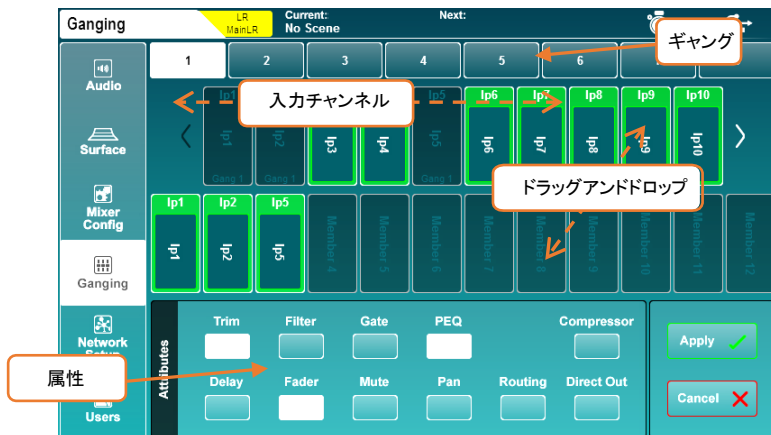 Ganging
LR
MainLR
Current:
No Scene
Next:
ギャング
1 2 3 4 5 6
Audio
入力チャンネル
Ip1 Ip5 Ip6 Ip7 Ip8 Ip9 Ip10
Ip1 Ip2 Ip3 Ip4 Ip5 Ip6 Ip7 Ip8 Ip9 Ip10
Gang 1 Gang 1 Gang 1
Surface
ドラッグアンドドロップ
Mixer
Config
Ip1 Ip2 Ip5
Ip1 Ip2 Ip5 Member 4 Member 5 Member 6 Member 7 Member 8 Member 9 Member 10 Member 11 Member 12
Ganging
Attributes
Trim Filter Gate PEQ Compressor
Delay Fader Mute Pan Routing Direct Out
Apply
Cancel
Network
属性
Users